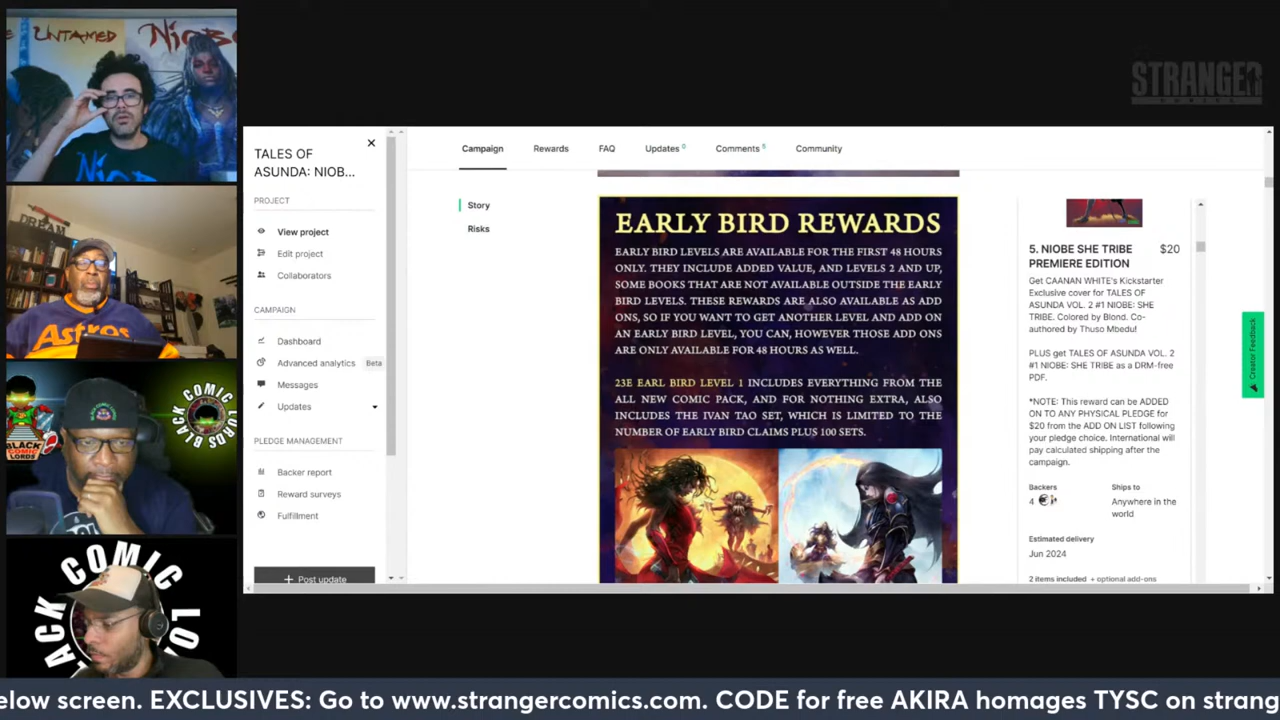 UNTAMED
NIOBE
STRANGER
COMICS
DREAM
Astros
BLACK
COMIC LORDS
BLACK COMIC LORDS
BLACK COMIC LO
TALES OF
ASUNDA: NIOB...
PROJECT
View project
Edit project
Collaborators
CAMPAIGN
Dashboard
Advanced analytics Beta
Messages
Updates
PLEDGE MANAGEMENT
Backer report
Reward surveys
Fulfillment
+ Post update
Campaign Rewards FAQ Updates 0 Comments 5 Community
Story
Risks
EARLY BIRD REWARDS
EARLY BIRD LEVELS ARE AVAILABLE FOR THE FIRST 48 HOURS
ONLY. THEY INCLUDE ADDED VALUE, AND LEVELS 2 AND UP,
SOME BOOKS THAT ARE NOT AVAILABLE OUTSIDE THE EARLY
BIRD LEVELS. THESE REWARDS ARE ALSO AVAILABLE AS ADD
ONS, SO IF YOU WANT TO GET ANOTHER LEVEL AND ADD ON
AN EARLY BIRD LEVEL, YOU CAN, HOWEVER THOSE ADD ONS
ARE ONLY AVAILABLE FOR 48 HOURS AS WELL.
23E EARL BIRD LEVEL 1 INCLUDES EVERYTHING FROM THE
ALL NEW COMIC PACK, AND FOR NOTHING EXTRA, ALSO
INCLUDES THE IVAN TAO SET, WHICH IS LIMITED TO THE
NUMBER OF EARLY BIRD CLAIMS PLUS 100 SETS.
5. NIOBE SHE TRIBE $20
PREMIERE EDITION
Get CAANAN WHITE's Kickstarter
Exclusive cover for TALES OF
ASUNDA VOL. 2 #1 NIOBE: SHE
TRIBE. Colored by Blond. Co-
authored by Thuso Mbedu!
PLUS get TALES OF ASUNDA VOL. 2
#1 NIOBE: SHE TRIBE as a DRM-free
PDF.
*NOTE: This reward can be ADDED
ON TO ANY PHYSICAL PLEDGE for
$20 from the ADD ON LIST following
your pledge choice. International will
pay calculated shipping after the
campaign.
Backers Ships to
4 Anywhere in the
world
Estimated delivery
Jun 2024
2 items included + optional add-ons
Creator Feedback
elow screen. EXCLUSIVES: Go to www.strangercomics.com. CODE for free AKIRA homages TYSC on strang